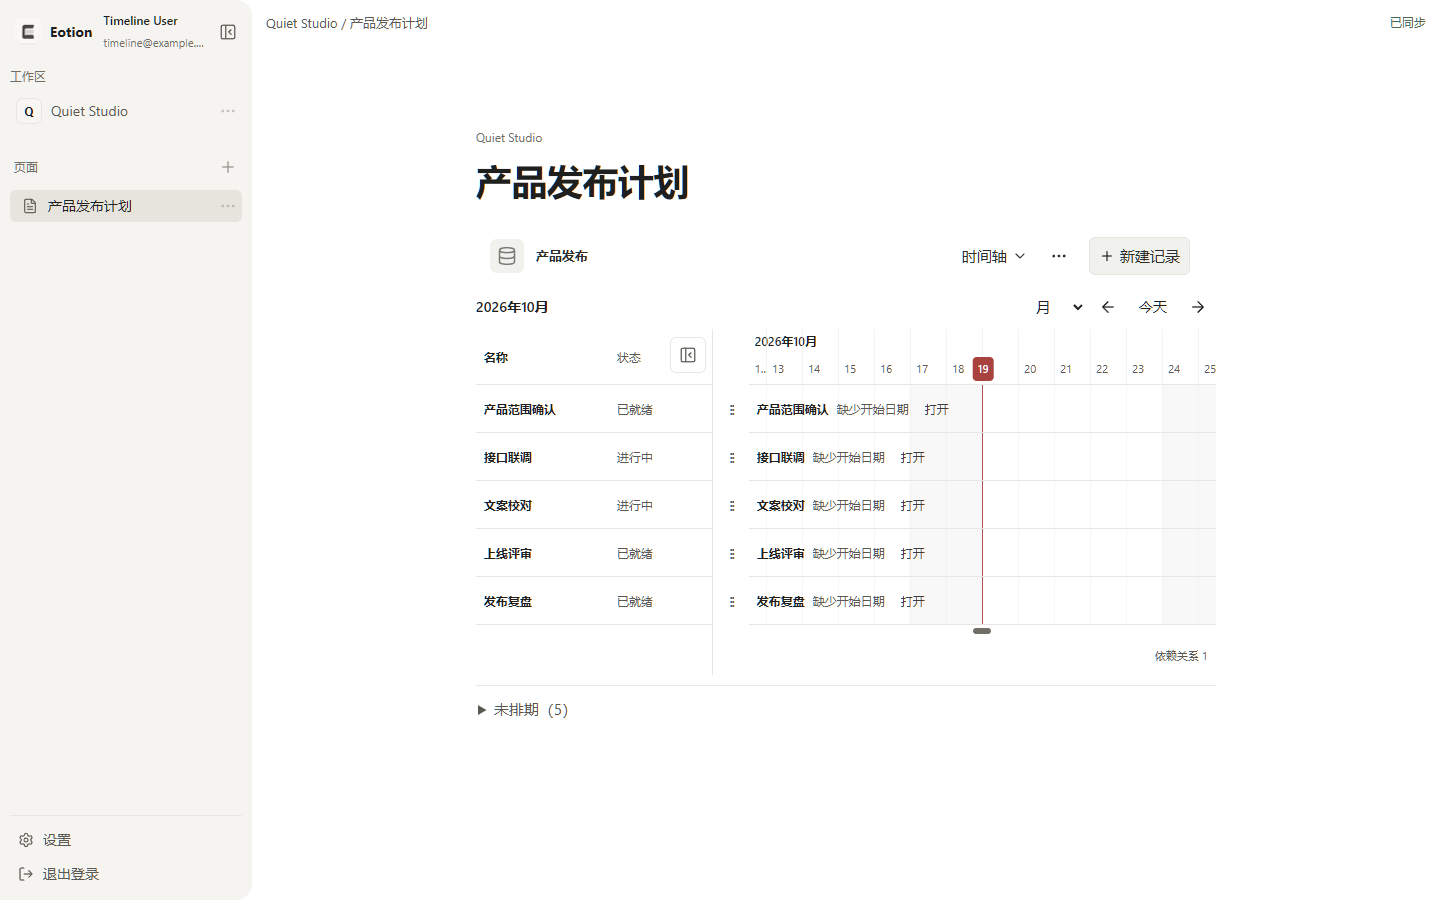 Eotion
Timeline User
timeline@example....
工作区
Q Quiet Studio
页面
产品发布计划
设置
退出登录
Quiet Studio / 产品发布计划
已同步
Quiet Studio
产品发布计划
产品发布
时间轴
新建记录
2026年10月
月
今天
名称 状态
2026年10月
1.. 13 14 15 16 17 18 19 20 21 22 23 24 25
产品范围确认 已就绪 产品范围确认 缺少开始日期 打开
接口联调 进行中 接口联调 缺少开始日期 打开
文案校对 进行中 文案校对 缺少开始日期 打开
上线评审 已就绪 上线评审 缺少开始日期 打开
发布复盘 已就绪 发布复盘 缺少开始日期 打开
依赖关系 1
未排期 (5)